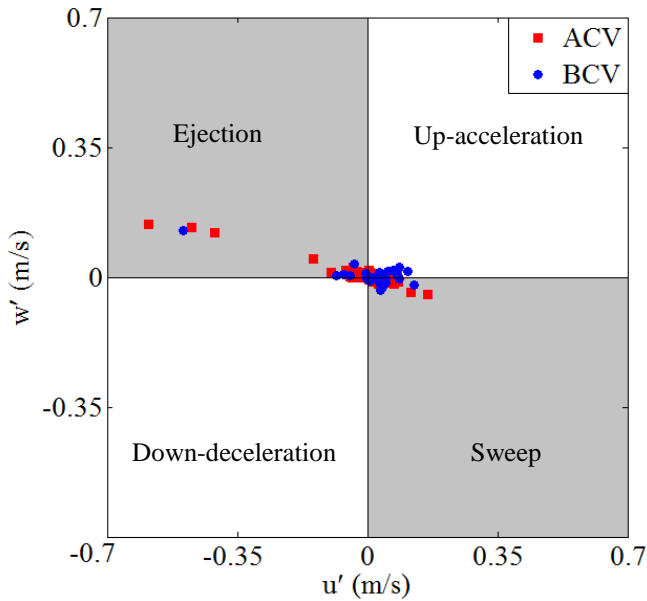 0.7
ACV
BCV
Ejection
Up-acceleration
0.35
w′ (m/s)
0
-0.35
Down-deceleration
Sweep
-0.7
-0.35
0
0.35
0.7
u′ (m/s)